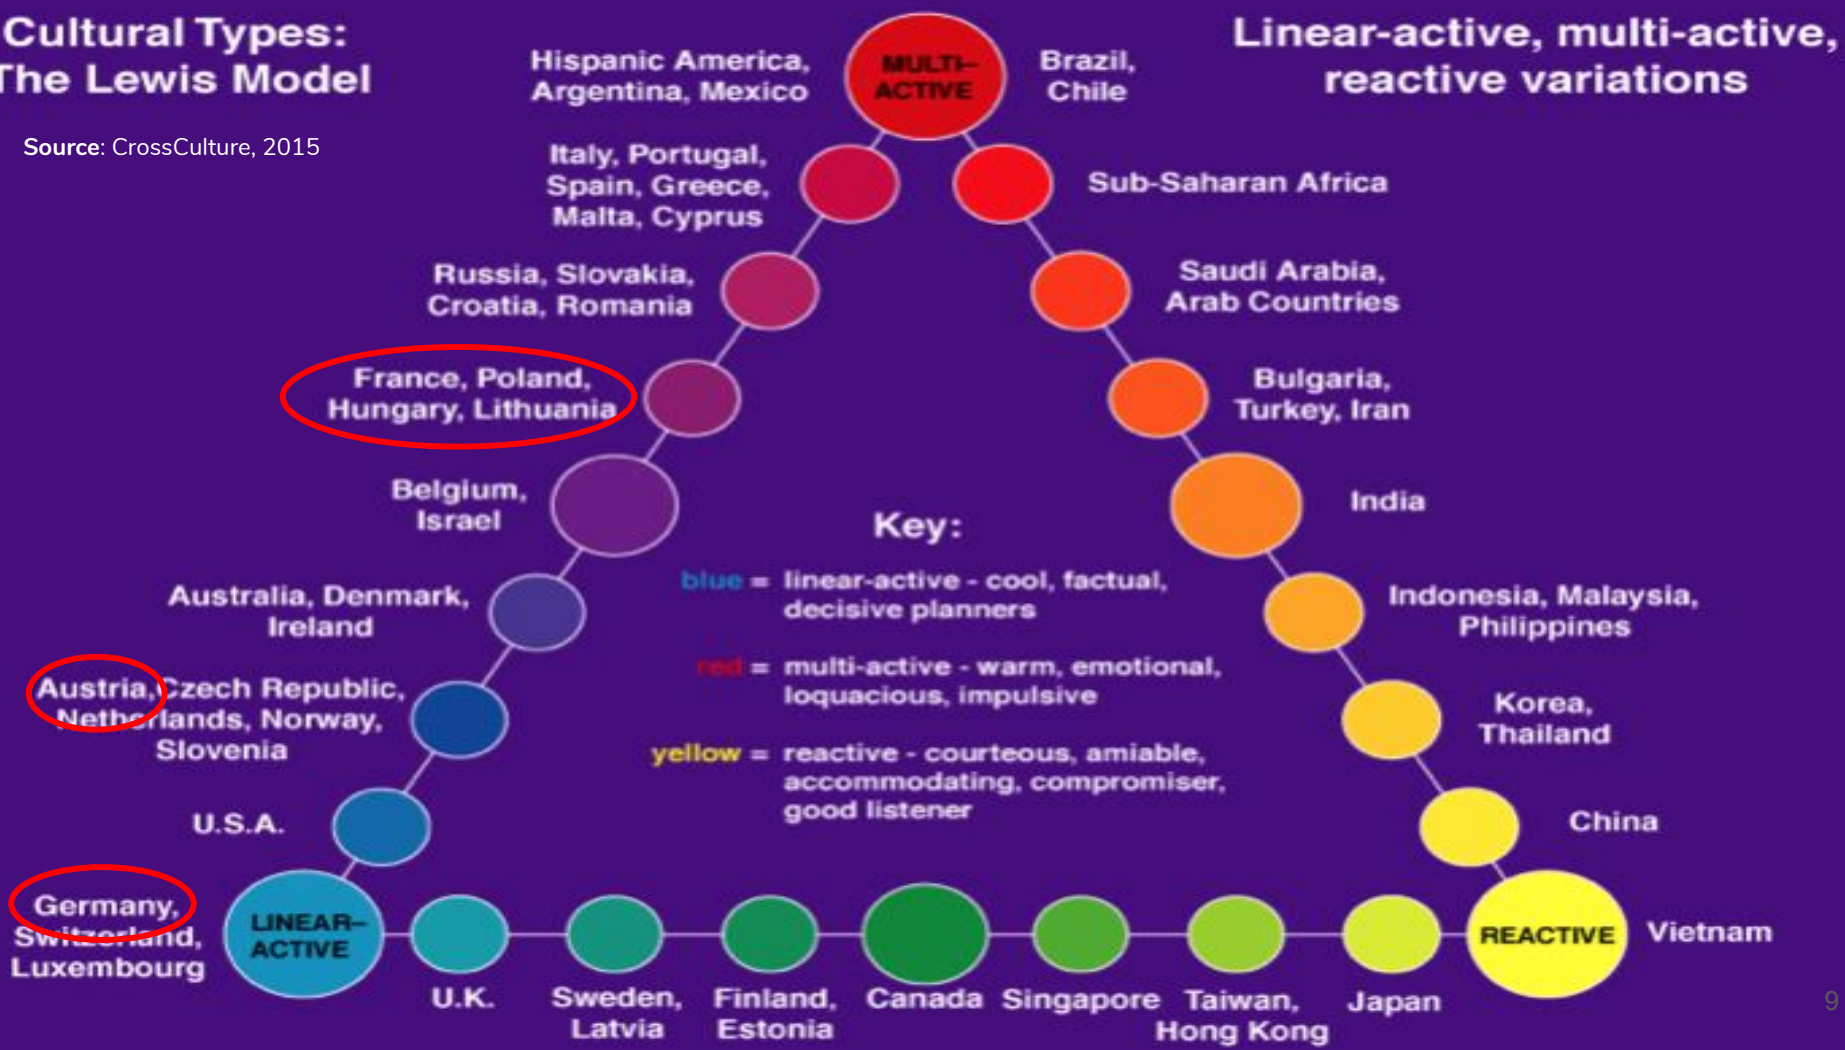 Cultural Types:
The Lewis Model
Source: CrossCulture, 2015
Linear-active, multi-active,
reactive variations
Hispanic America,
Argentina, Mexico
MULTI–
ACTIVE
Brazil,
Chile
Italy, Portugal,
Spain, Greece,
Malta, Cyprus
Sub-Saharan Africa
Russia, Slovakia,
Croatia, Romania
Saudi Arabia,
Arab Countries
France, Poland,
Hungary, Lithuania
Bulgaria,
Turkey, Iran
Belgium,
Israel
India
Key:
blue = linear-active - cool, factual,
decisive planners
red = multi-active - warm, emotional,
loquacious, impulsive
yellow = reactive - courteous, amiable,
accommodating, compromiser,
good listener
Australia, Denmark,
Ireland
Indonesia, Malaysia,
Philippines
Austria,Czech Republic,
Netherlands, Norway,
Slovenia
Korea,
Thailand
U.S.A.
China
Germany,
Switzerland,
Luxembourg
LINEAR–
ACTIVE
REACTIVE
Vietnam
U.K.
Sweden,
Latvia
Finland,
Estonia
Canada
Singapore
Taiwan,
Hong Kong
Japan
9